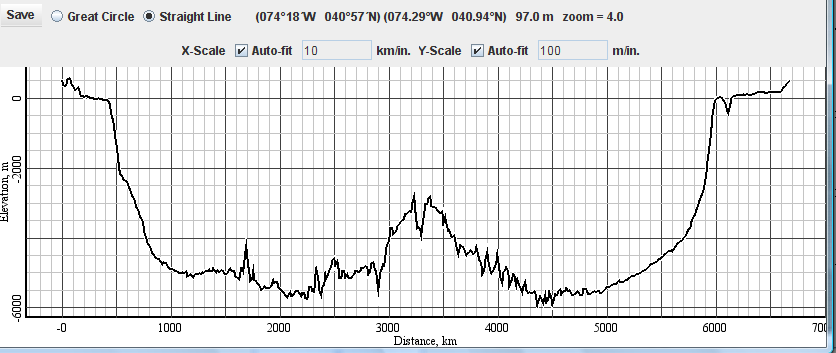 Save Great Circle Straight Line (074°18´W 040°57´N) (074.29°W 040.94°N) 97.0 m zoom = 4.0
X-Scale Auto-fit 10 km/in. Y-Scale Auto-fit 100 m/in.
0
-2000
-6000
Elevation, m
-0 1000 2000 3000 4000 5000 6000 7000
Distance, km